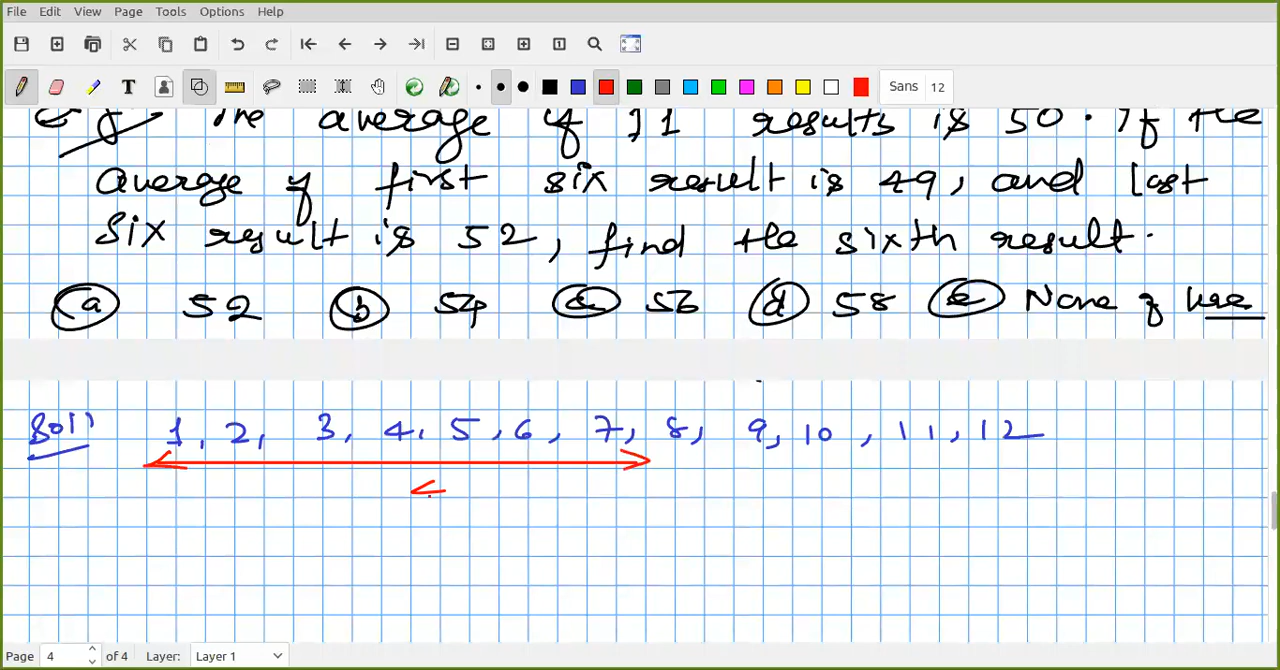 File Edit View Page Tools Options Help
Sans 12
The average of 11 results is 50. If the
average of first six result is 49, and last
six result is 52, find the sixth result.
(a) 52 (b) 54 (c) 56 (d) 58 (e) None of
Sol^n 1, 2, 3, 4, 5, 6, 7, 8, 9, 10, 11, 12
Page 4 of 4 Layer: Layer 1